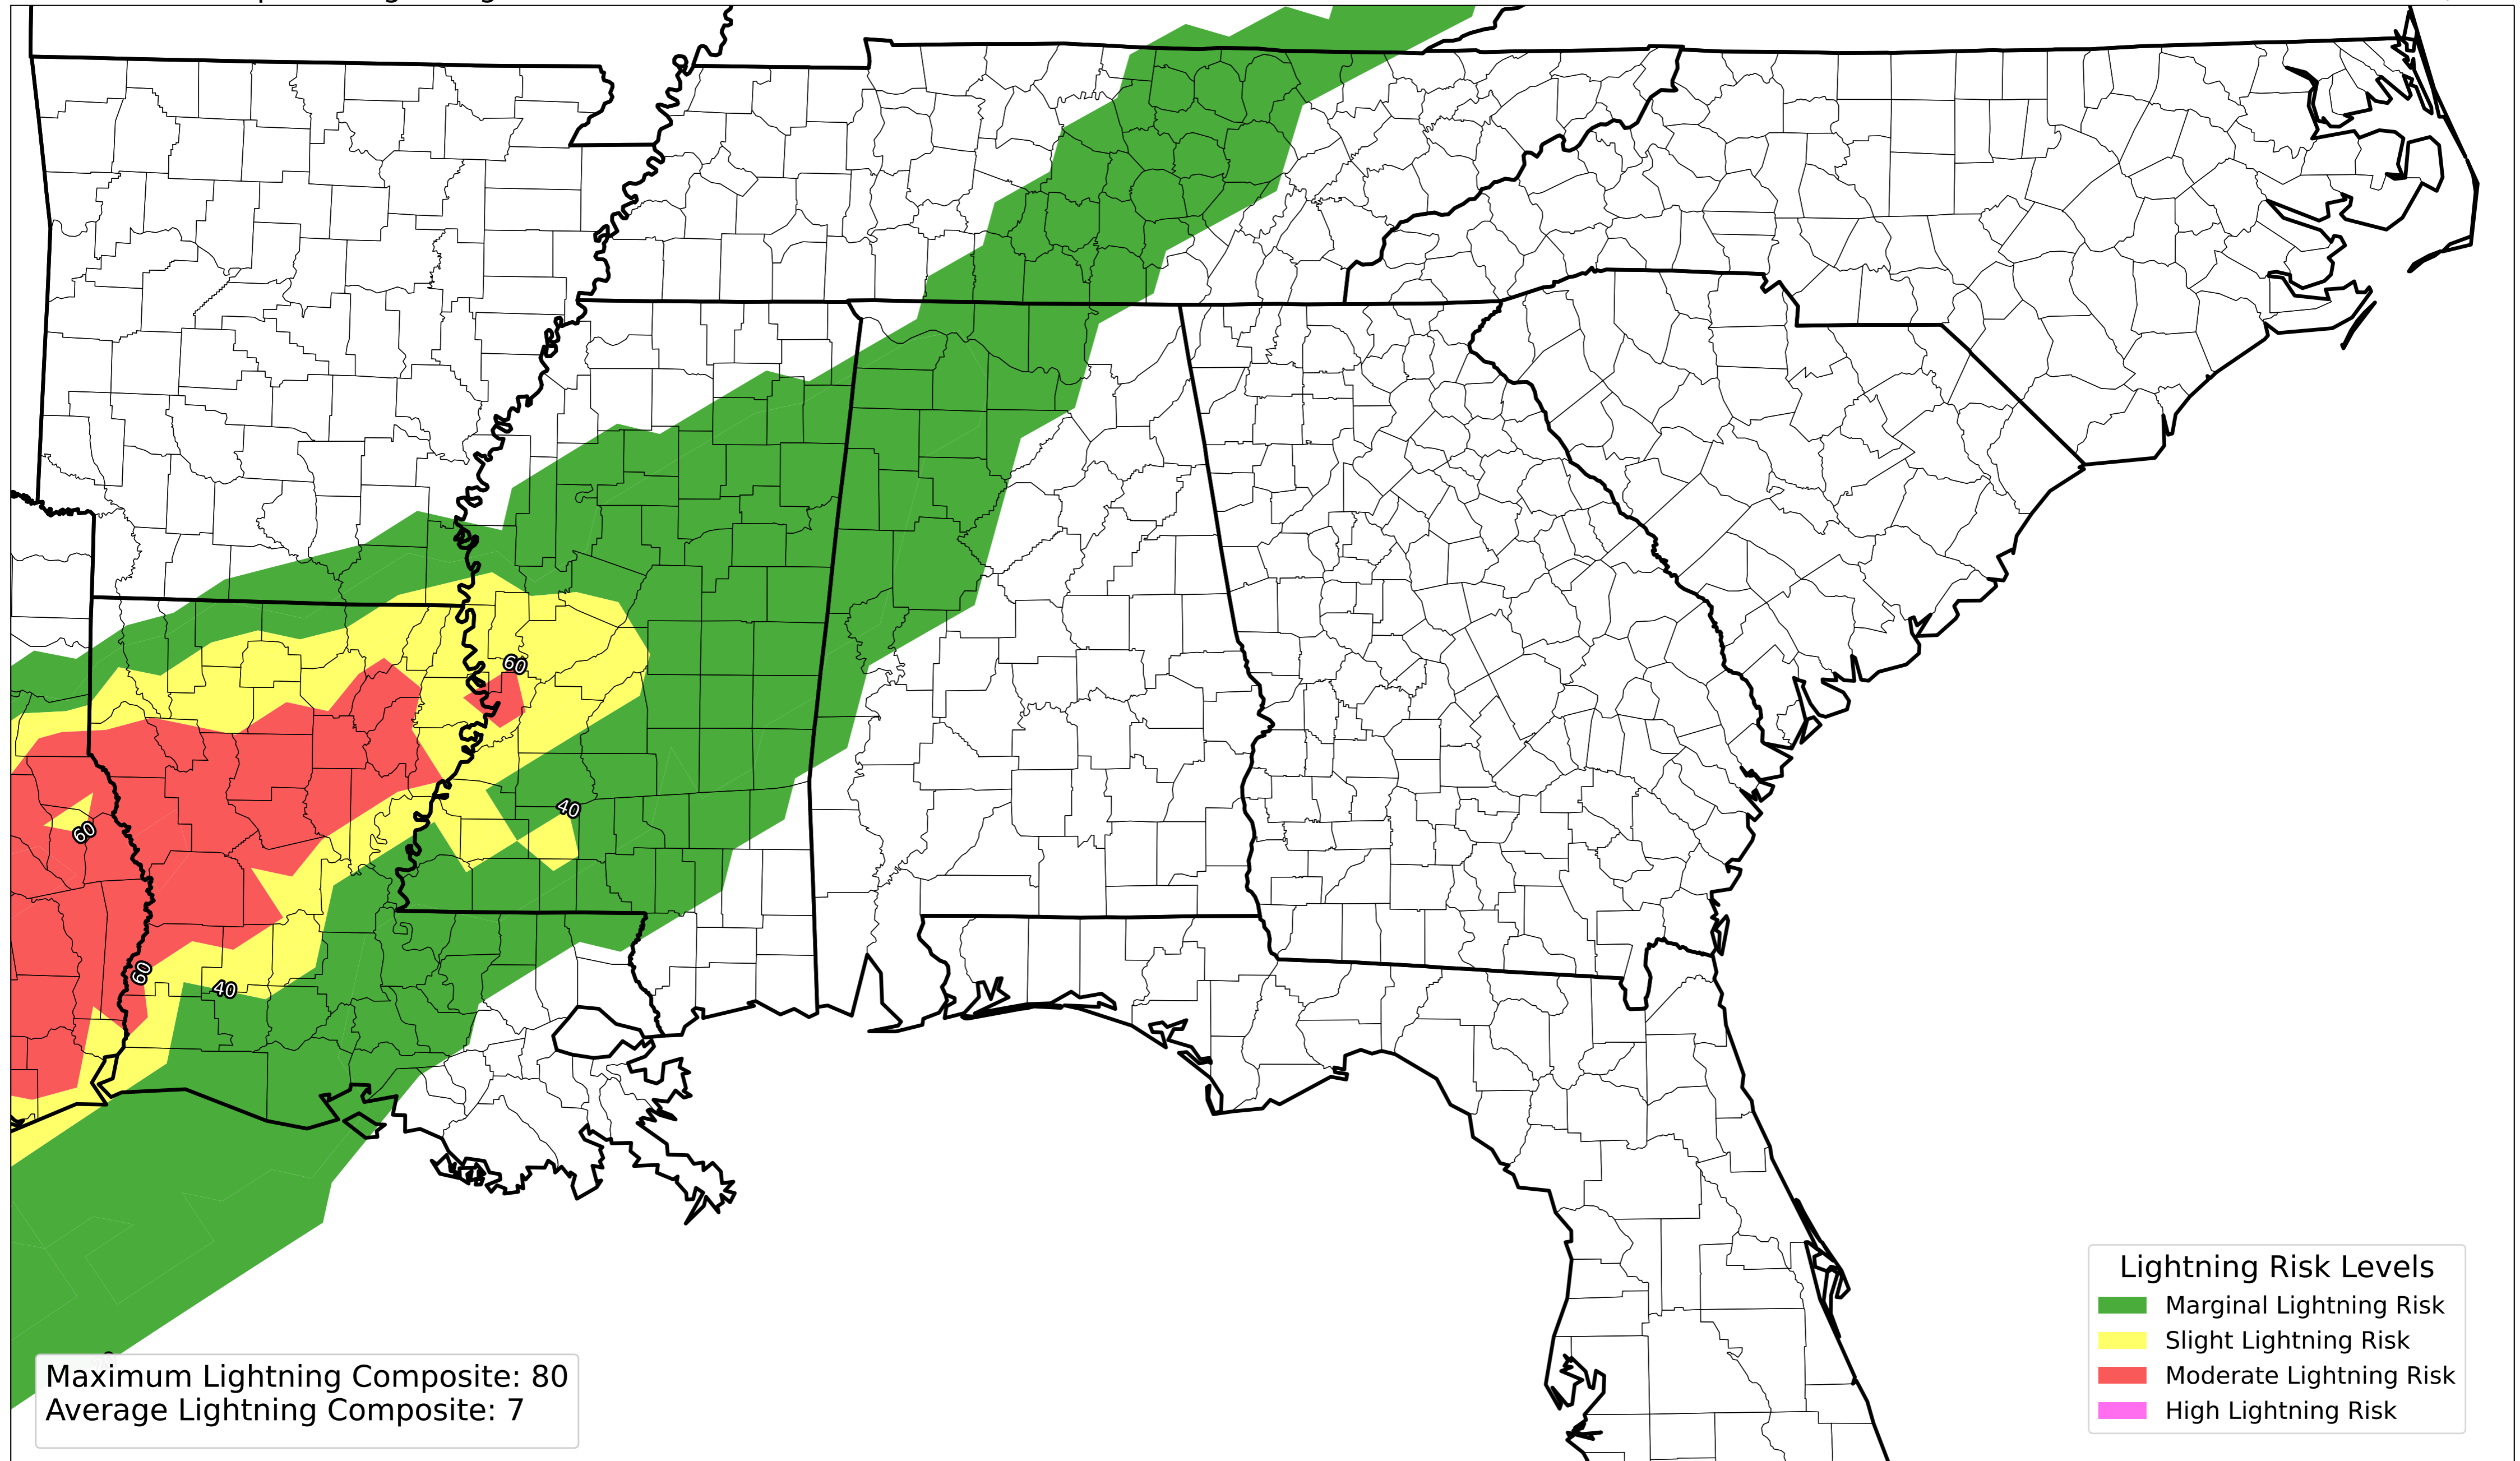 60
60
40
60
40
Maximum Lightning Composite: 80
Average Lightning Composite: 7
Lightning Risk Levels
Marginal Lightning Risk
Slight Lightning Risk
Moderate Lightning Risk
High Lightning Risk